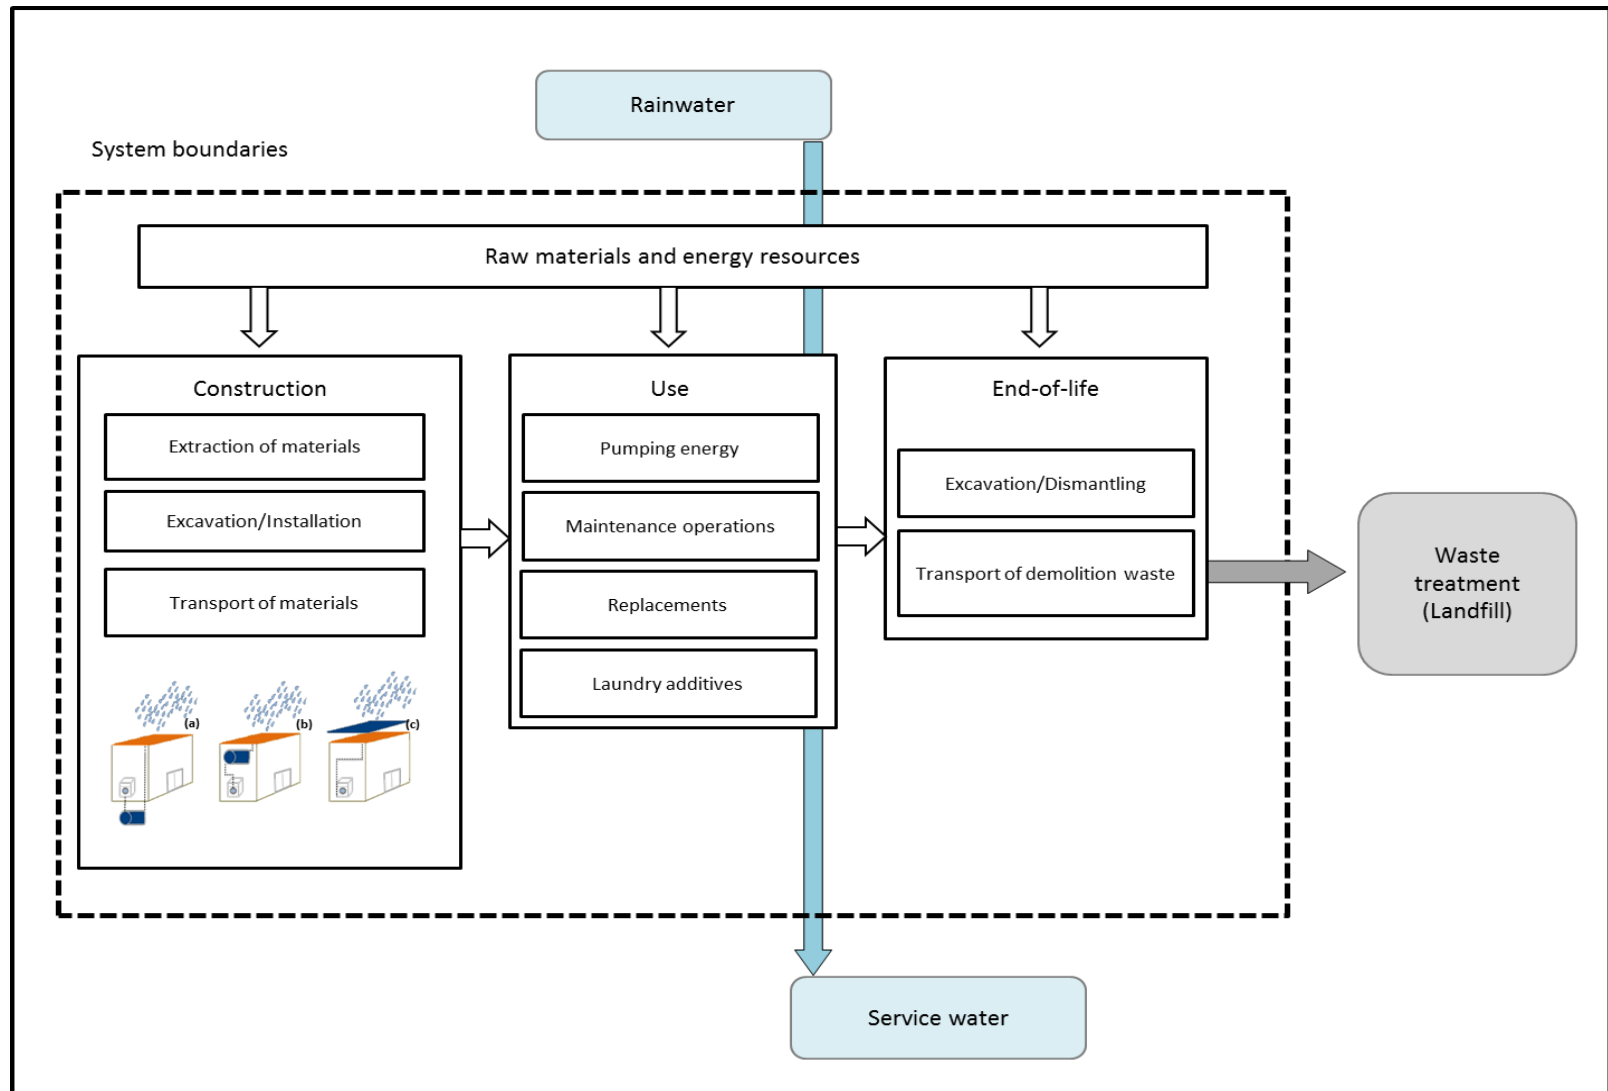 Rainwater
System boundaries
Raw materials and energy resources
Construction
Extraction of materials
Excavation/Installation
Transport of materials
(a)
(b)
(c)
Use
Pumping energy
Maintenance operations
Replacements
Laundry additives
End-of-life
Excavation/Dismantling
Transport of demolition waste
Waste
treatment
(Landfill)
Service water